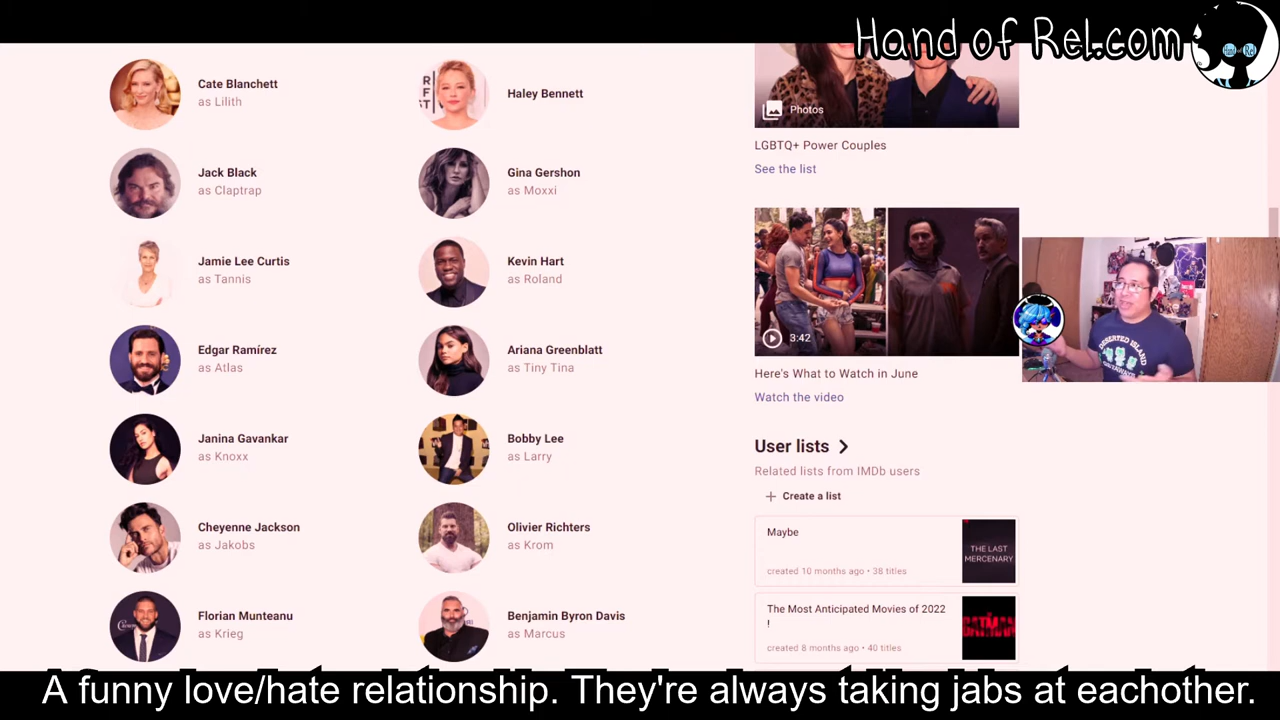 Hand of Rel.com
Cate Blanchett
as Lilith
Haley Bennett
Jack Black
as Claptrap
Gina Gershon
as Moxxi
Jamie Lee Curtis
as Tannis
Kevin Hart
as Roland
Edgar Ramírez
as Atlas
Ariana Greenblatt
as Tiny Tina
Janina Gavankar
as Knoxx
Bobby Lee
as Larry
Cheyenne Jackson
as Jakobs
Olivier Richters
as Krom
Florian Munteanu
as Krieg
Benjamin Byron Davis
as Marcus
Photos
LGBTQ+ Power Couples
See the list
3:42
Here's What to Watch in June
Watch the video
User lists
Related lists from IMDb users
+ Create a list
Maybe
created 10 months ago • 38 titles
THE LAST
MERCENARY
The Most Anticipated Movies of 2022
!
created 8 months ago • 40 titles
BATMAN
DESERTED ISLAND
A funny love/hate relationship. They're always taking jabs at eachother.